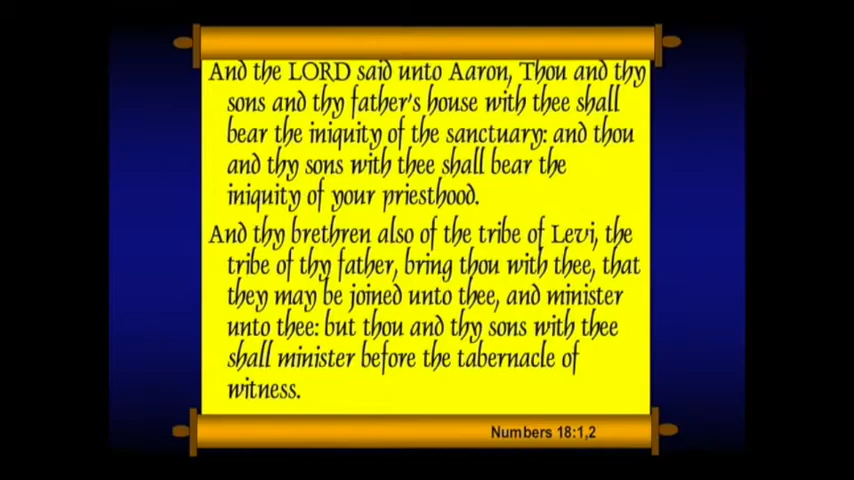 And the LORD said unto Aaron, Thou and thy
sons and thy father's house with thee shall
bear the iniquity of the sanctuary: and thou
and thy sons with thee shall bear the
iniquity of your priesthood.
And thy brethren also of the tribe of Levi, the
tribe of thy father, bring thou with thee, that
they may be joined unto thee, and minister
unto thee: but thou and thy sons with thee
shall minister before the tabernacle of
witness.
Numbers 18:1,2